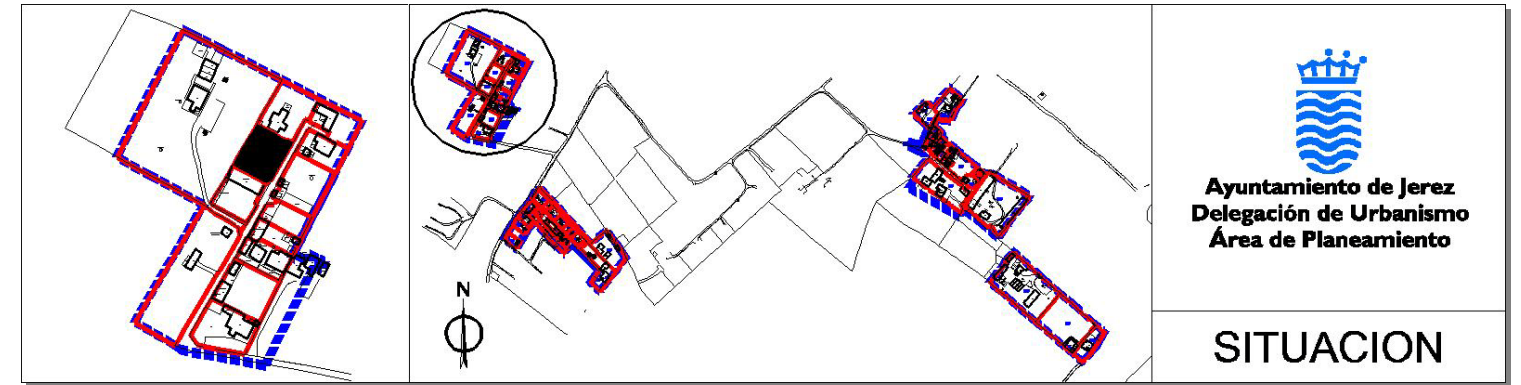 N
Ayuntamiento de Jerez
Delegación de Urbanismo
Área de Planeamiento
SITUACION